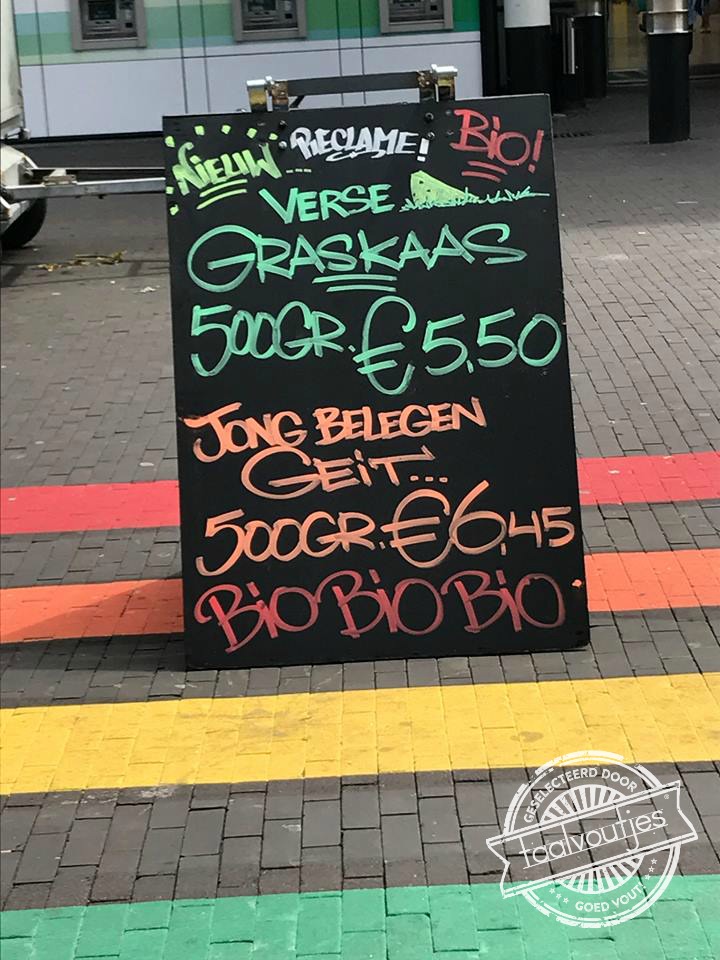 NIEUW.... RECLAME! BIO!
VERSE
GRASKAAS
500GR. € 5,50
JONG BELEGEN
GEIT...
500GR. €6,45
BIO BIO BIO
GESELECTEERD DOOR
taalvoutjes
GOED VOUT!